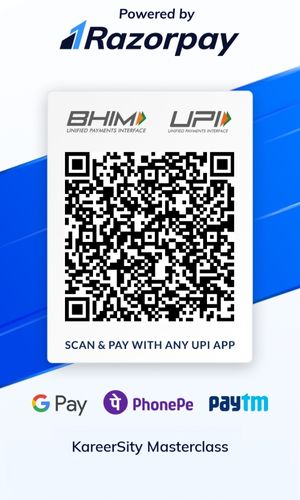 Powered by
Razorpay
BHIM UPI
UNIFIED PAYMENTS INTERFACE UNIFIED PAYMENTS INTERFACE
SCAN & PAY WITH ANY UPI APP
G Pay पे PhonePe paytm
KareerSity Masterclass